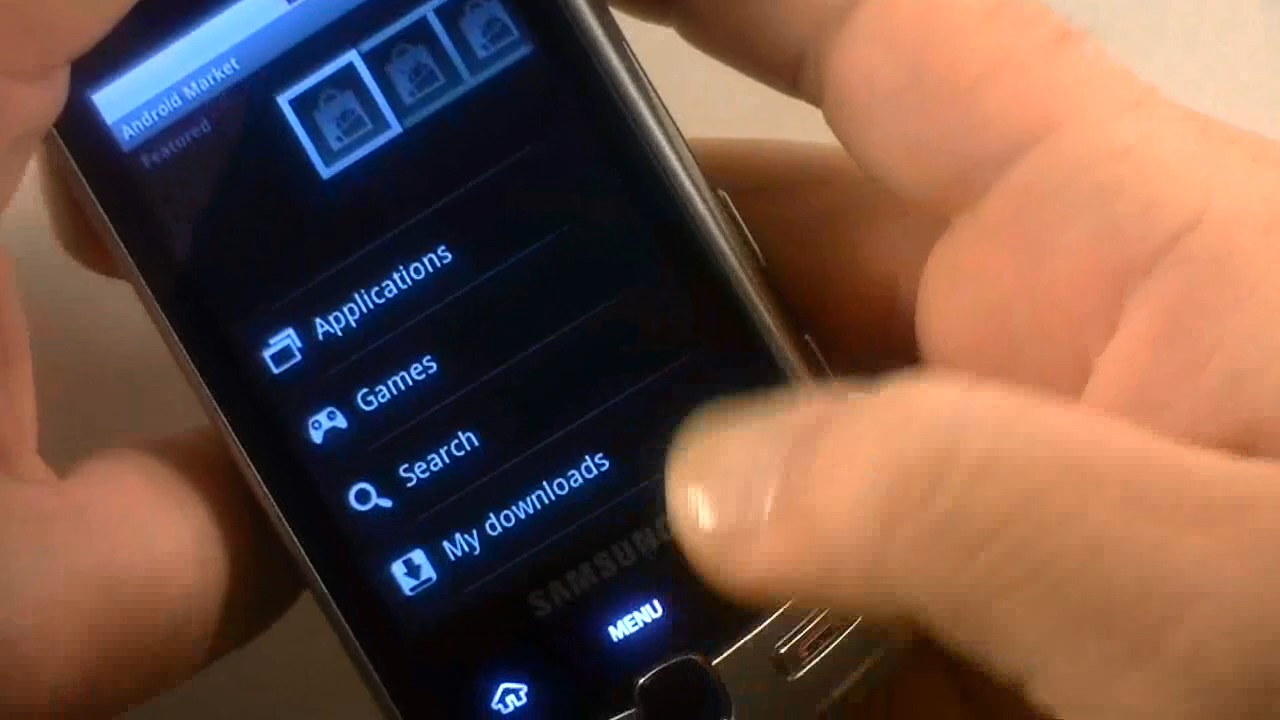 Android Market
Featured
Applications
Games
Search
My downloads
SAMSUNG
MENU